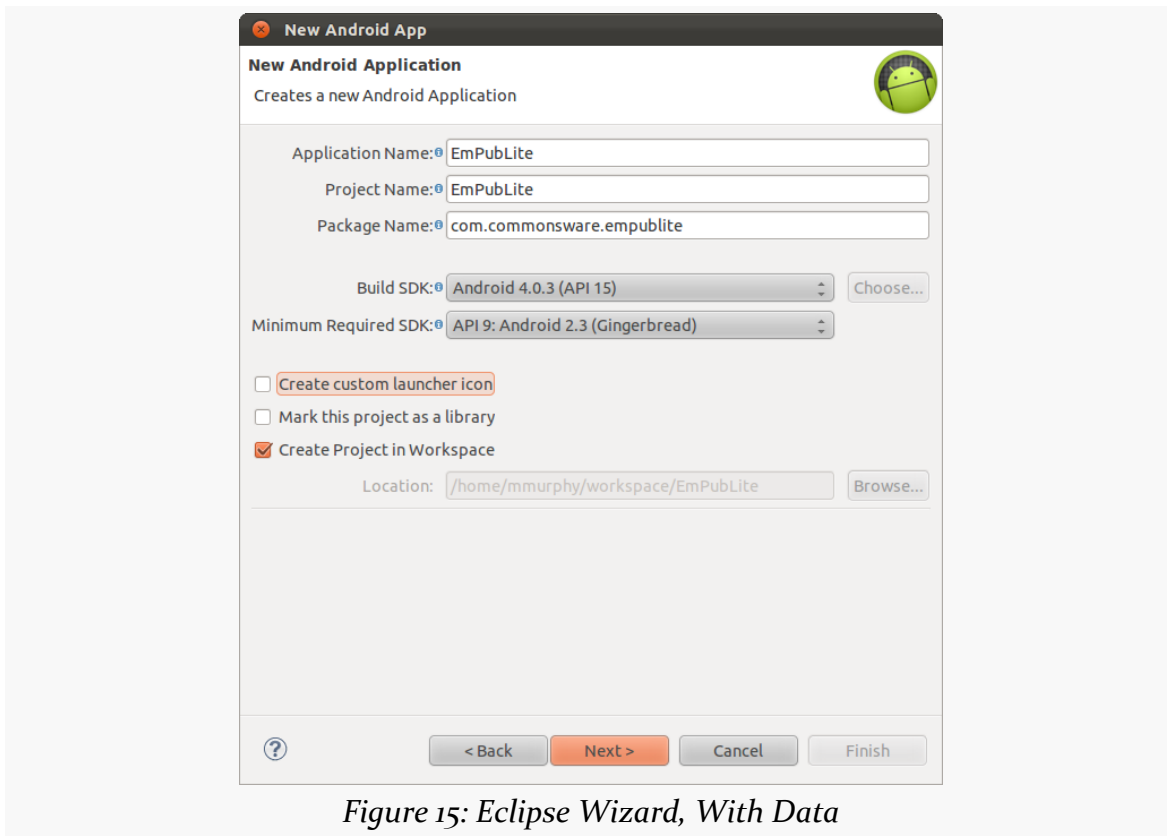 New Android App
New Android Application
Creates a new Android Application
Application Name: EmPubLite
Project Name: EmPubLite
Package Name: com.commonsware.empublite
Build SDK: Android 4.0.3 (API 15) Choose...
Minimum Required SDK: API 9: Android 2.3 (Gingerbread)
Create custom launcher icon
Mark this project as a library
Create Project in Workspace
Location: /home/mmurphy/workspace/EmPubLite Browse...
? < Back Next > Cancel Finish
Figure 15: Eclipse Wizard, With Data